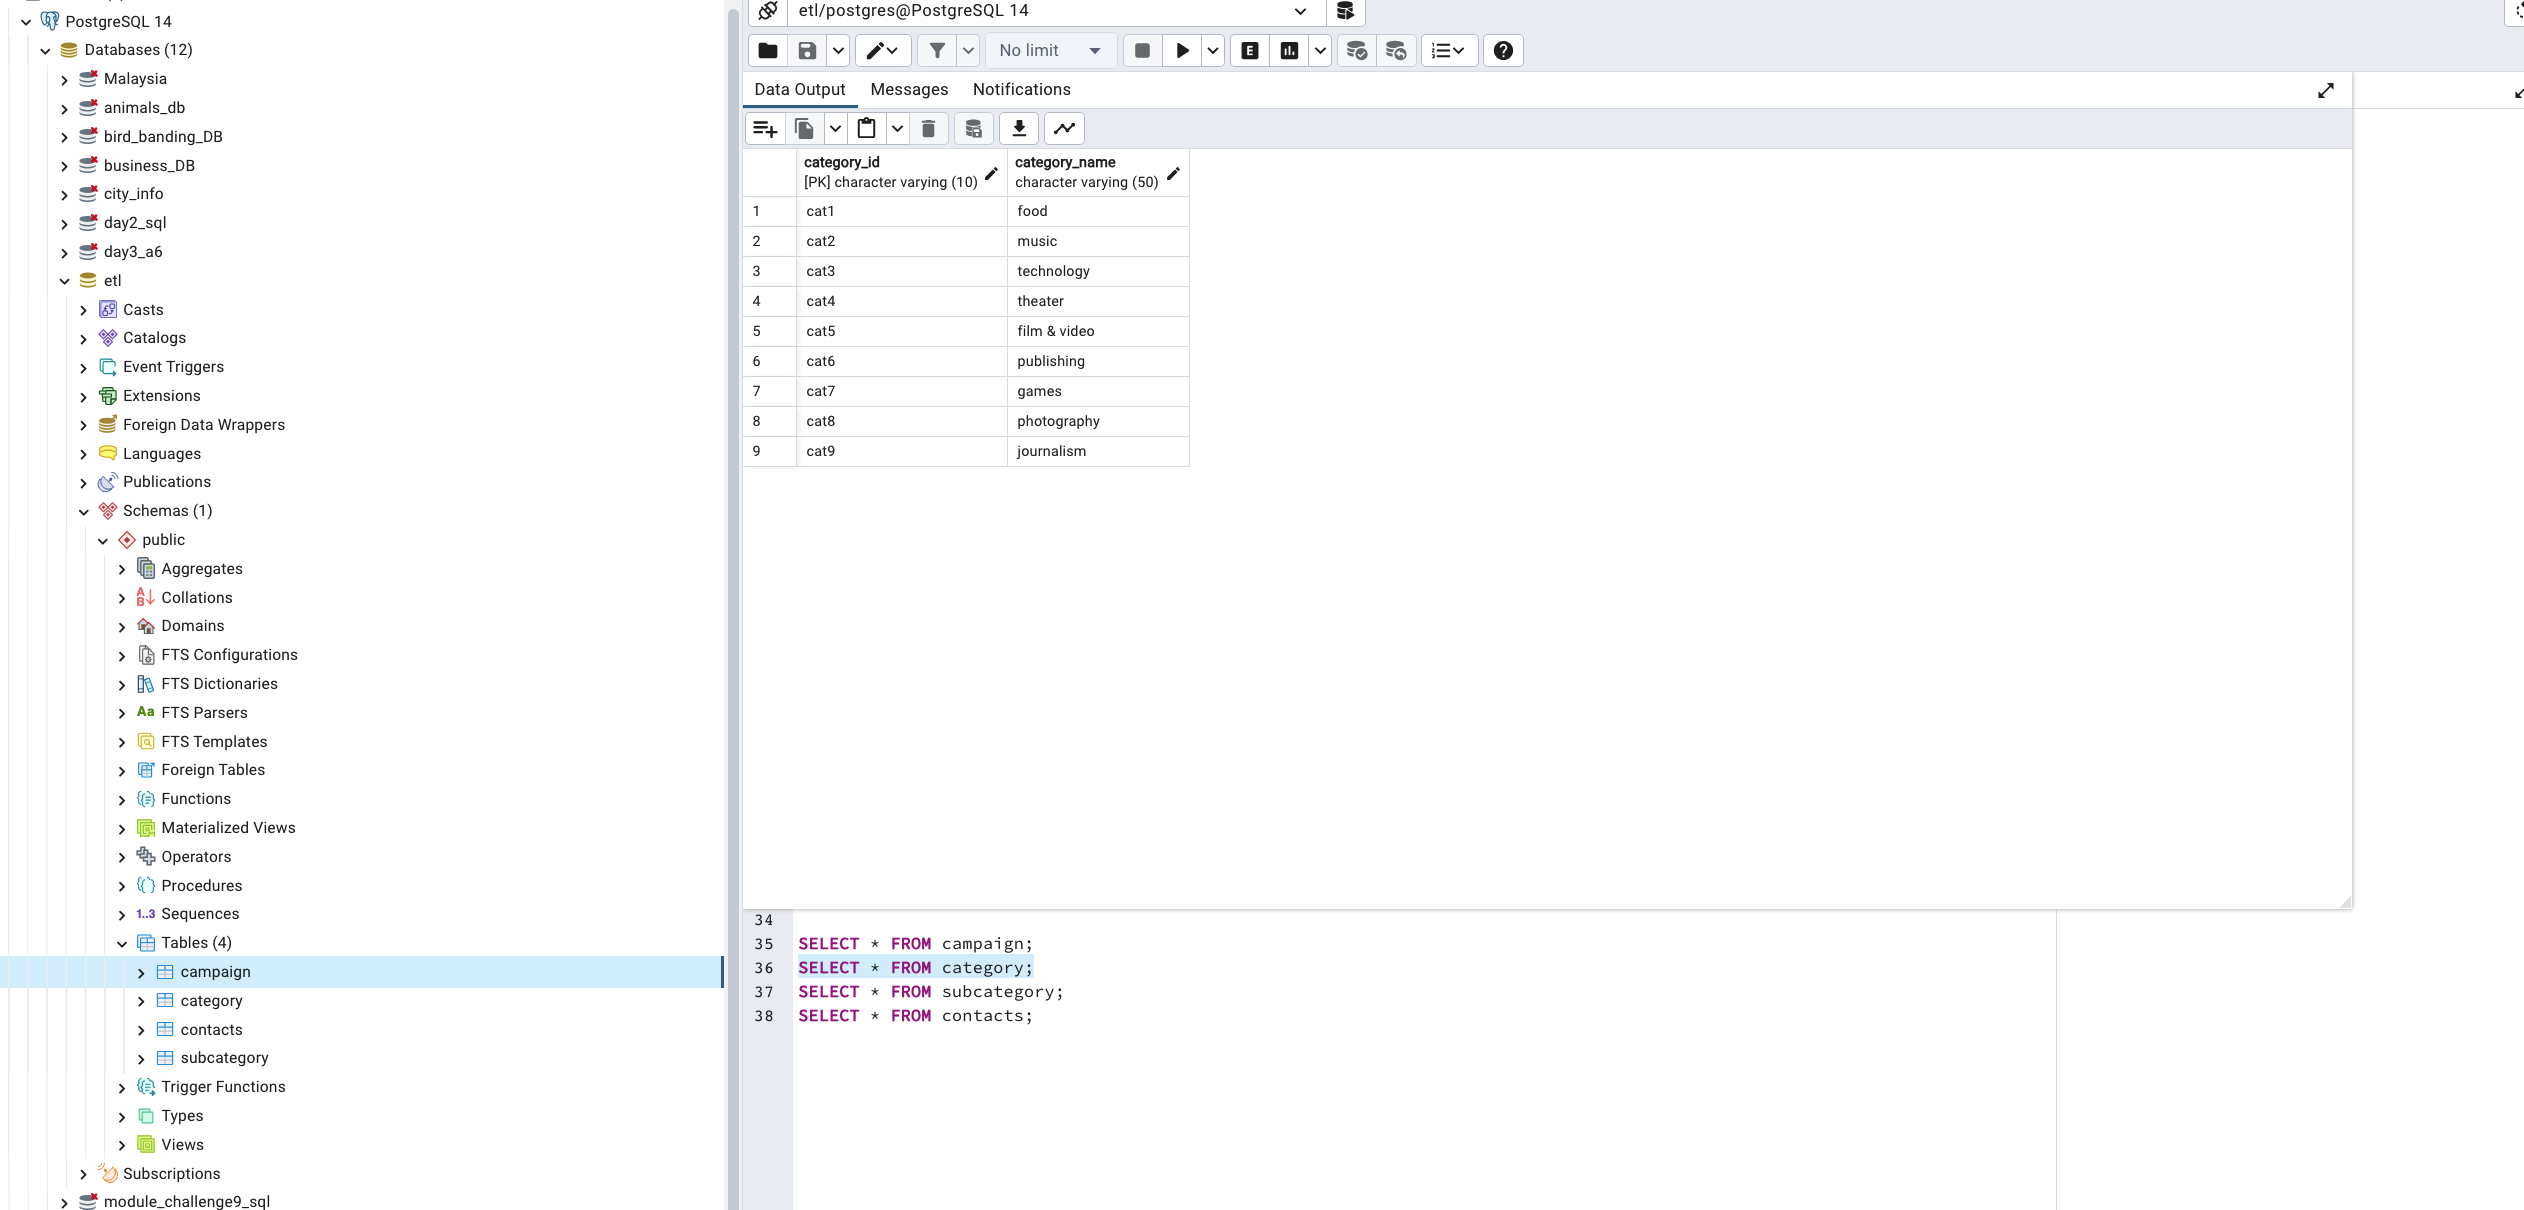 PostgreSQL 14
Databases (12)
Malaysia
animals_db
bird_banding_DB
business_DB
city_info
day2_sql
day3_a6
etl
Casts
Catalogs
Event Triggers
Extensions
Foreign Data Wrappers
Languages
Publications
Schemas (1)
public
Aggregates
Collations
Domains
FTS Configurations
FTS Dictionaries
Aa FTS Parsers
FTS Templates
Foreign Tables
Functions
Materialized Views
Operators
Procedures
1..3 Sequences
Tables (4)
campaign
category
contacts
subcategory
Trigger Functions
Types
Views
Subscriptions
module_challenge9_sql
etl/postgres@PostgreSQL 14
No limit
E
Data Output Messages Notifications
category_id category_name
[PK] character varying (10) character varying (50)
1 cat1 food
2 cat2 music
3 cat3 technology
4 cat4 theater
5 cat5 film & video
6 cat6 publishing
7 cat7 games
8 cat8 photography
9 cat9 journalism
34
35 SELECT * FROM campaign;
36 SELECT * FROM category;
37 SELECT * FROM subcategory;
38 SELECT * FROM contacts;